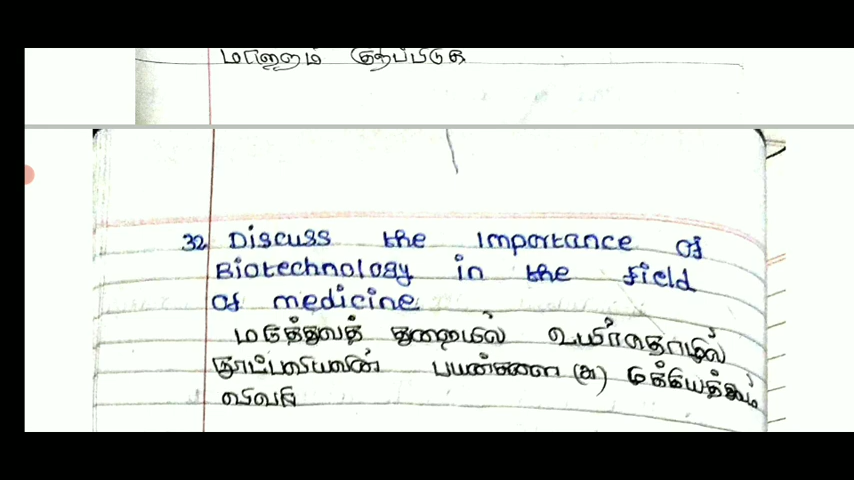 மாற்றம் குறிப்பிடுக
32. Discuss the Importance of
Biotechnology in the field
of medicine
மருத்துவத் துறையில் உயிர்தொழில்
நுட்பவியலின் பயன்களை (அ) முக்கியத்துவம்
விவரி